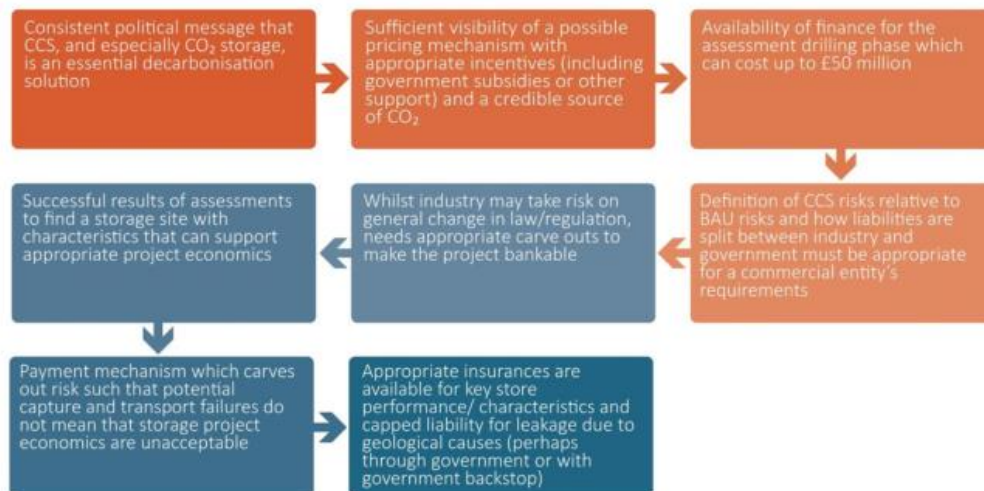 Consistent political message that
CCS, and especially CO₂ storage,
is an essential decarbonisation
solution
Sufficient visibility of a possible
pricing mechanism with
appropriate incentives (including
government subsidies or other
support) and a credible source
of CO₂
Availability of finance for the
assessment drilling phase which
can cost up to £50 million
Definition of CCS risks relative to
BAU risks and how liabilities are
split between industry and
government must be appropriate
for a commercial entity's
requirements
Whilst industry may take risk on
general change in law/regulation,
needs appropriate carve outs to
make the project bankable
Successful results of assessments
to find a storage site with
characteristics that can support
appropriate project economics
Payment mechanism which carves
out risk such that potential
capture and transport failures do
not mean that storage project
economics are unacceptable
Appropriate insurances are
available for key store
performance/ characteristics and
capped liability for leakage due to
geological causes (perhaps
through government or with
government backstop)